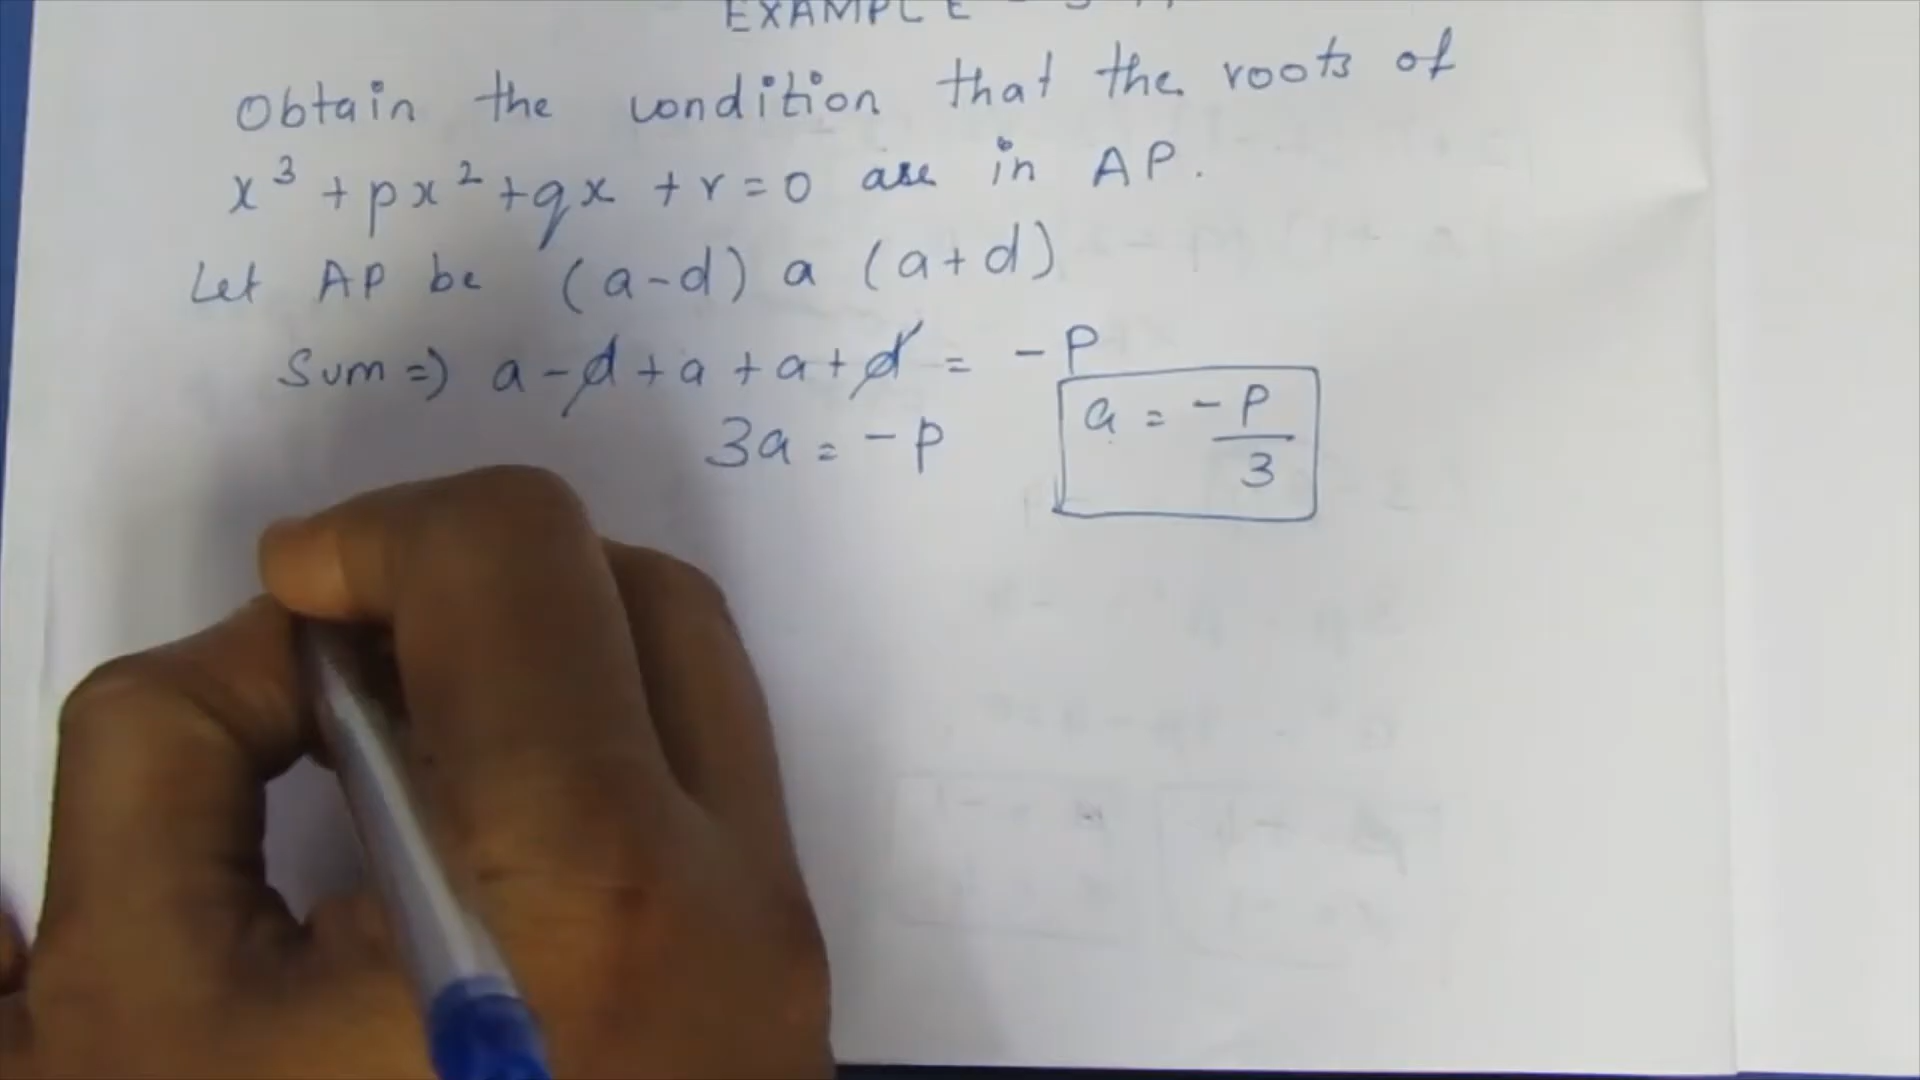 EXAMPLE
Obtain the condition that the roots of
x³ + px² + qx + r = 0 are in AP.
Let AP be (a-d) a (a+d)
Sum => a - d + a + a + d = - P
3a = - p
a = - P/3